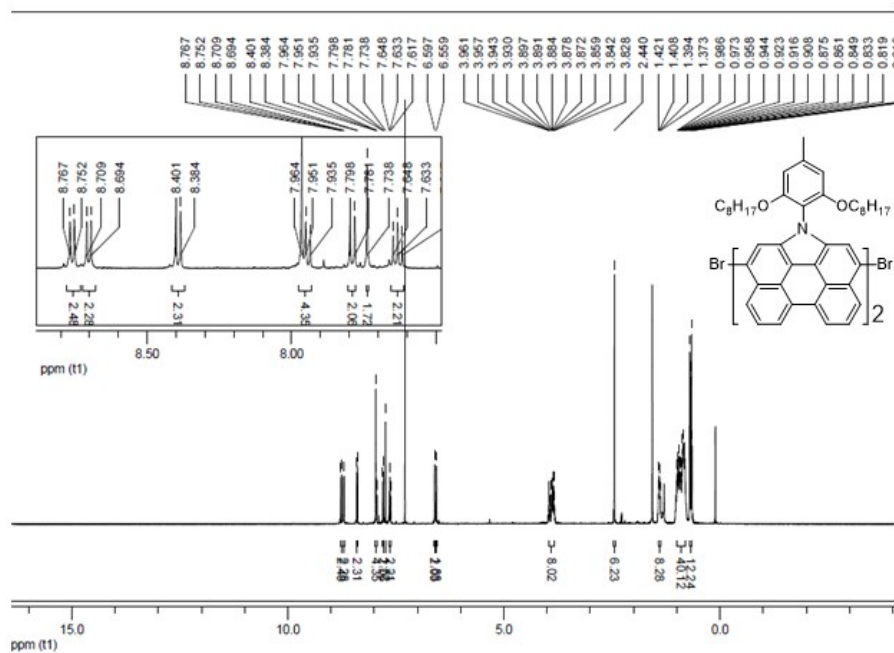 8.767 8.752 8.709 8.694 8.401 8.384 7.964 7.951 7.935 7.798 7.781 7.738 7.648 7.633 7.617 6.597 6.559 3.961 3.957 3.943 3.930 3.897 3.891 3.884 3.878 3.872 3.859 3.842 3.828 2.440 1.421 1.408 1.394 1.373 0.986 0.973 0.958 0.944 0.923 0.916 0.908 0.875 0.861 0.849 0.833 0.819
8.767 8.752 8.709 8.694 8.401 8.384 7.964 7.951 7.935 7.798 7.781 7.738 7.648 7.633
2.48 2.28 2.31 4.35 2.06 1.72 2.21
8.50 8.00
ppm (t1)
C8H17O OC8H17
N
Br Br
2
2.31 4.35 2.21 8.02 6.23 8.28 40.12 12.24
15.0 10.0 5.0 0.0
ppm (t1)